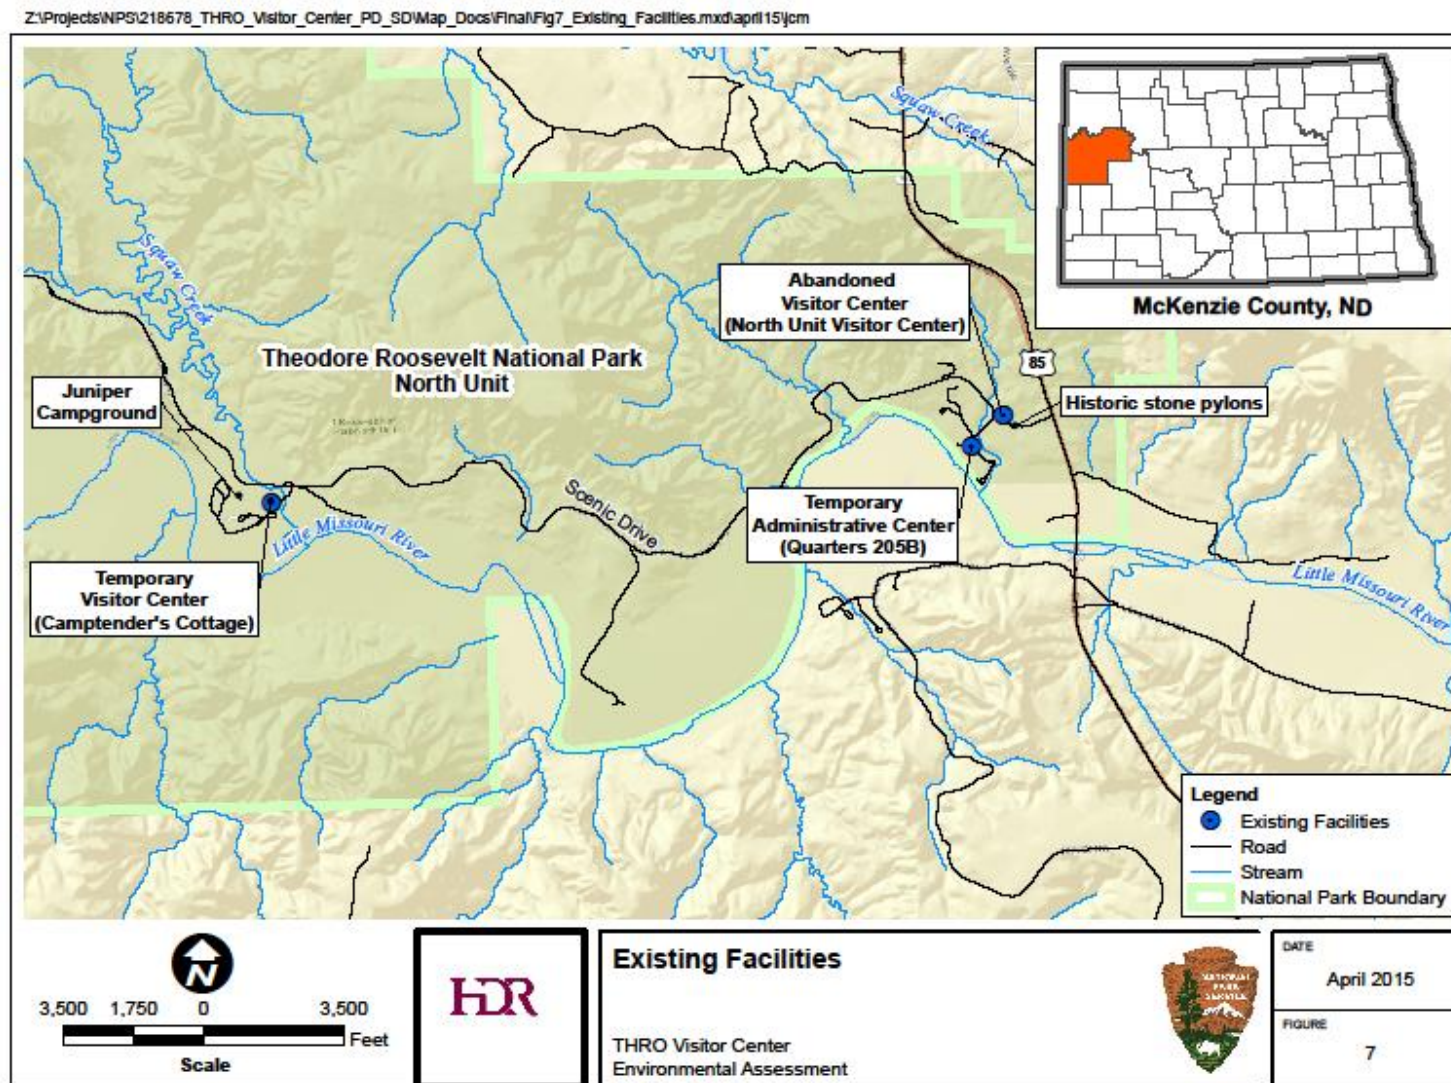 Z:\Projects\NPS\218678_THRO_Visitor_Center_PD_SD\Map_Docs\Final\Fig7_Existing_Facilities.mxd\april15\jcm
Squaw Creek
McKenzie County, ND
Squaw Creek
Abandoned
Visitor Center
(North Unit Visitor Center)
85
Theodore Roosevelt National Park
North Unit
Juniper
Campground
Historic stone pylons
Scenic Drive
Temporary
Administrative Center
(Quarters 205B)
Little Missouri River
Little Missouri River
Temporary
Visitor Center
(Camptender's Cottage)
Legend
Existing Facilities
Road
Stream
National Park Boundary
N
3,500 1,750 0 3,500
Feet
Scale
HDR
Existing Facilities
THRO Visitor Center
Environmental Assessment
NATIONAL
PARK
SERVICE
DATE
April 2015
FIGURE
7